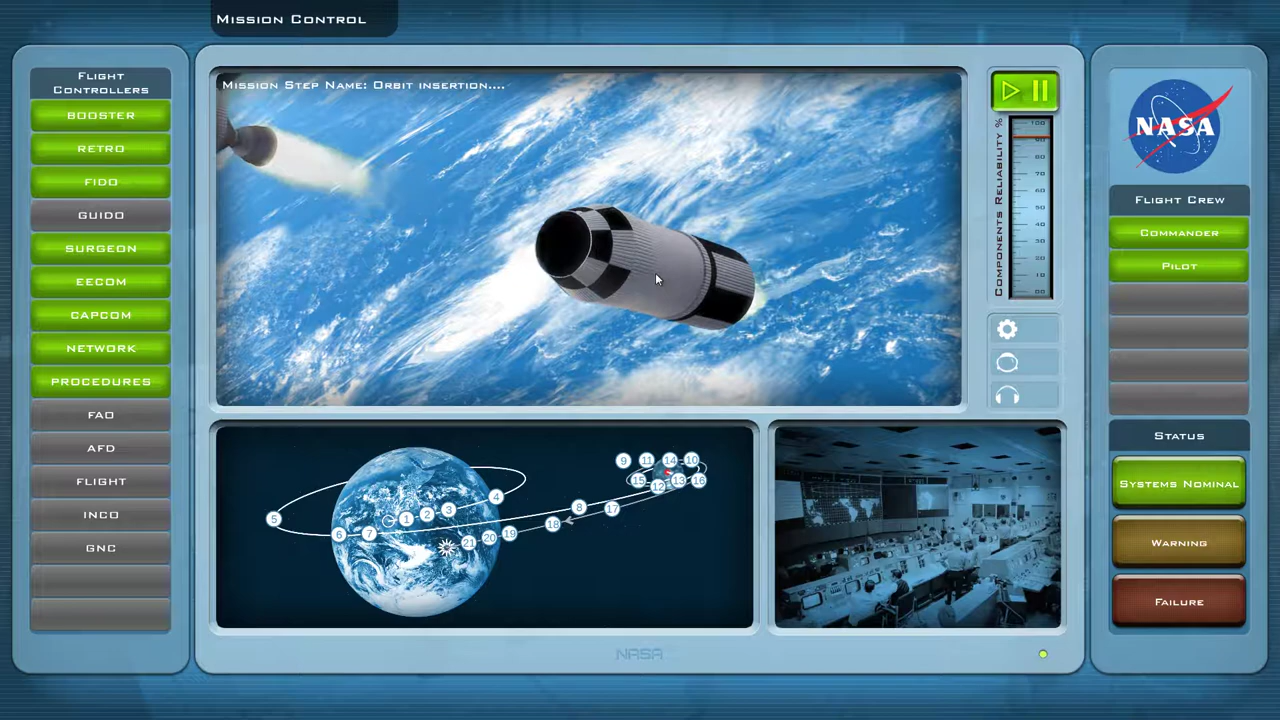 Mission Control
Flight
Controllers
BOOSTER
RETRO
FIDO
GUIDO
SURGEON
EECOM
CAPCOM
NETWORK
PROCEDURES
FAO
AFD
FLIGHT
INCO
GNC
Mission Step Name: Orbit insertion....
Components Reliability %
100
90
80
70
60
50
40
30
20
10
00
5
6
7
1
2
3
4
21
20
19
18
8
17
9
11
14
10
15
12
13
16
NASA
NASA
Flight Crew
Commander
Pilot
Status
Systems Nominal
Warning
Failure